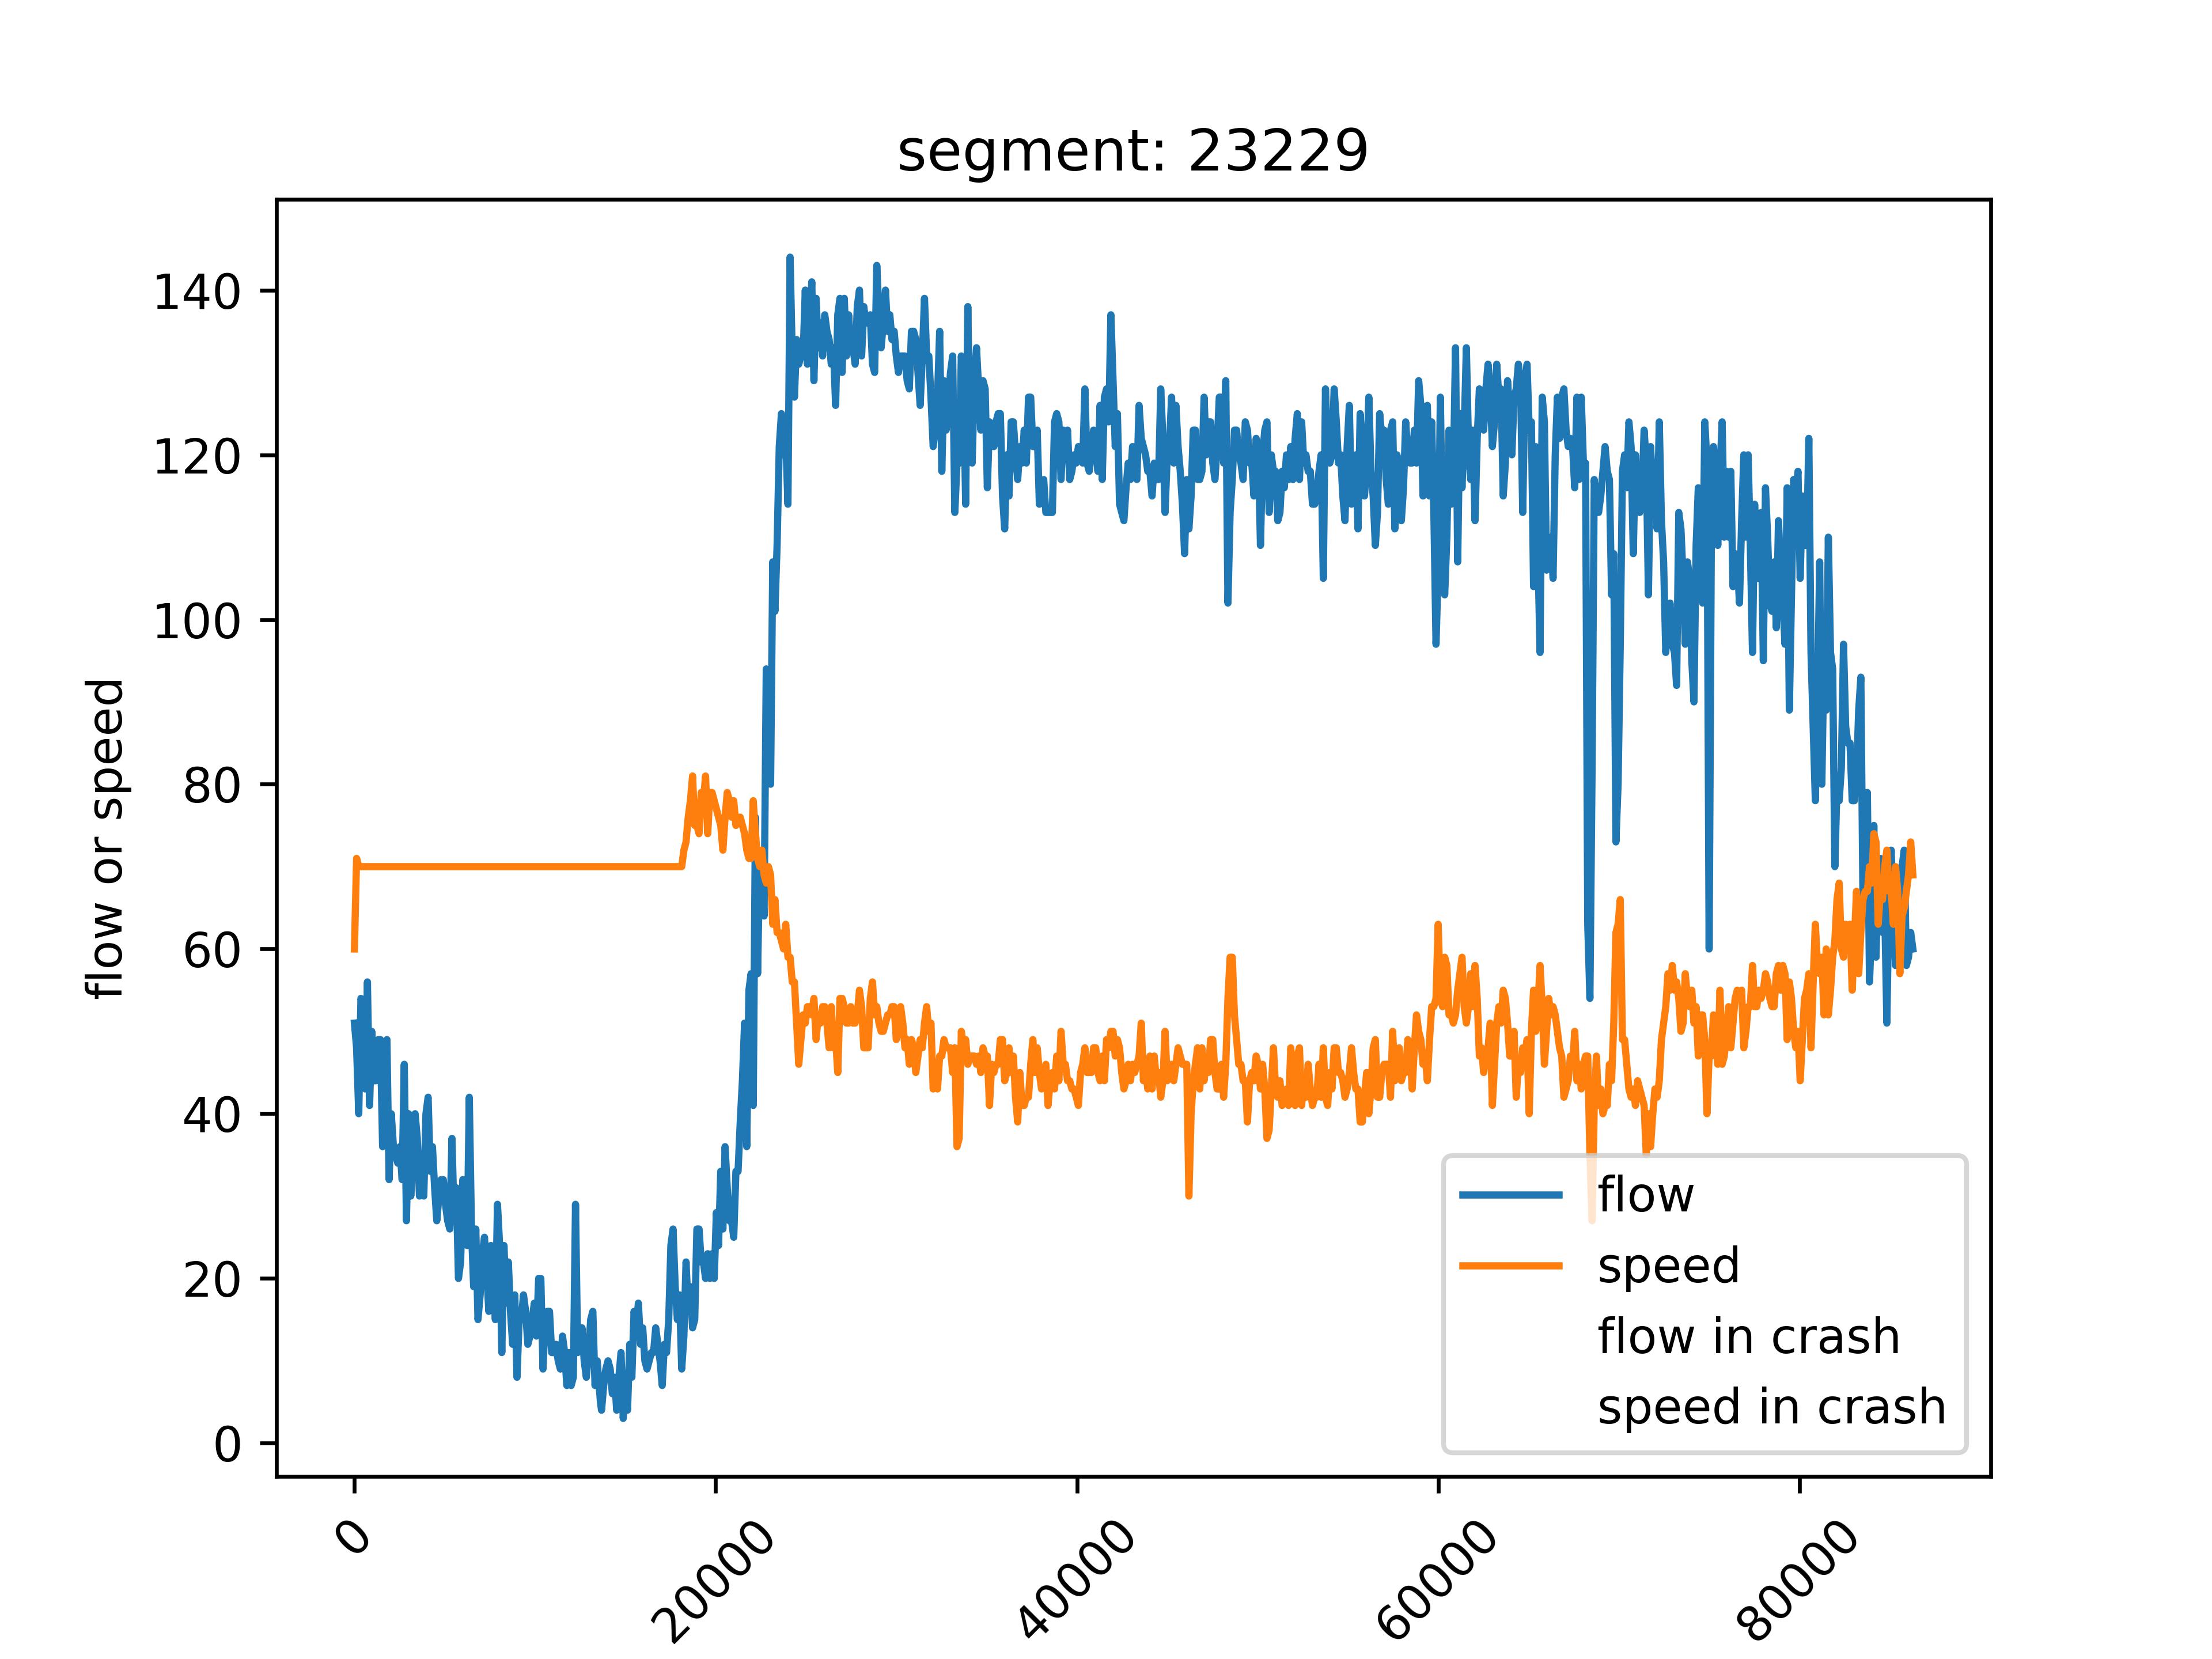 segment: 23229
flow or speed
140
120
100
80
60
40
20
0
flow
speed
flow in crash
speed in crash
0
20000
40000
60000
80000